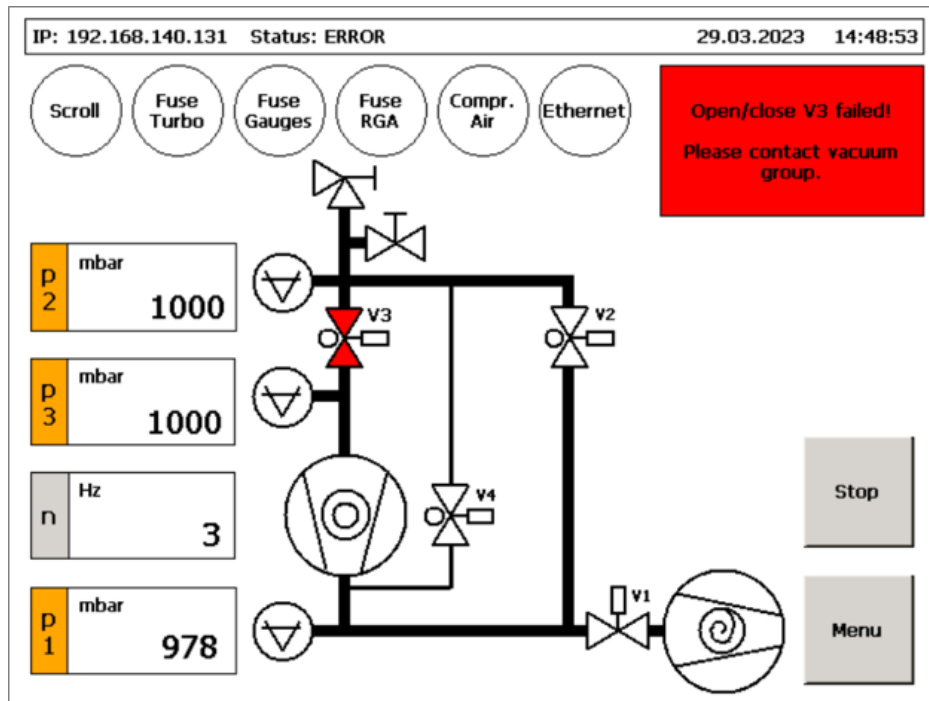 IP: 192.168.140.131 Status: ERROR 29.03.2023 14:48:53
Scroll
Fuse
Turbo
Fuse
Gauges
Fuse
RGA
Compr.
Air
Ethernet
Open/close V3 failed!
Please contact vacuum
group.
p
2
mbar
1000
V3
V2
p
3
mbar
1000
n
Hz
3
V4
Stop
p
1
mbar
978
V1
Menu